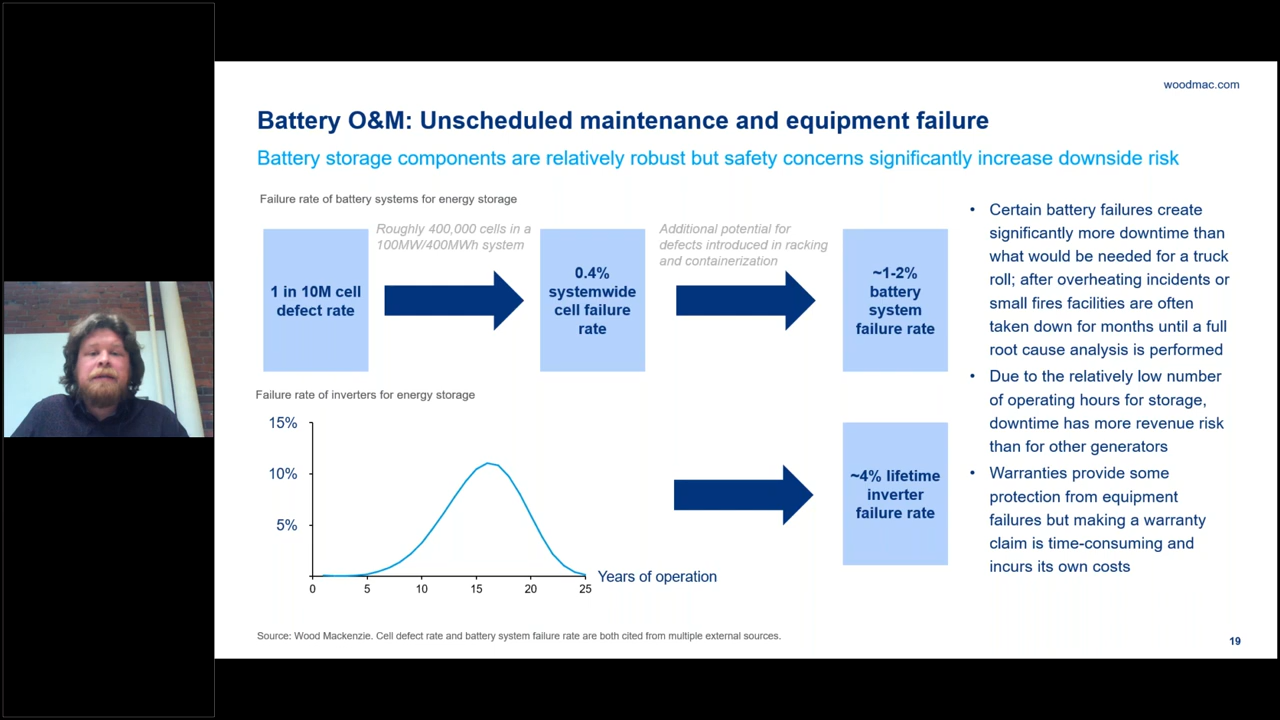 woodmac.com
Battery O&M: Unscheduled maintenance and equipment failure
Battery storage components are relatively robust but safety concerns significantly increase downside risk
Failure rate of battery systems for energy storage
1 in 10M cell
defect rate
Roughly 400,000 cells in a
100MW/400MWh system
0.4%
systemwide
cell failure
rate
Additional potential for
defects introduced in racking
and containerization
~1-2%
battery
system
failure rate
Failure rate of inverters for energy storage
15%
10%
5%
0
5
10
15
20
25
Years of operation
~4% lifetime
inverter
failure rate
• Certain battery failures create
significantly more downtime than
what would be needed for a truck
roll; after overheating incidents or
small fires facilities are often
taken down for months until a full
root cause analysis is performed
• Due to the relatively low number
of operating hours for storage,
downtime has more revenue risk
than for other generators
• Warranties provide some
protection from equipment
failures but making a warranty
claim is time-consuming and
incurs its own costs
Source: Wood Mackenzie. Cell defect rate and battery system failure rate are both cited from multiple external sources.
19